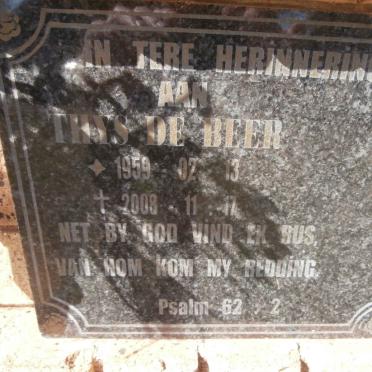 IN TERE HERINNERING
AAN
THYS DE BEER
1959 02 13
2008 11 17
NET BY GOD VIND EK RUS,
VAN HOM KOM MY REDDING.
Psalm 62 : 2